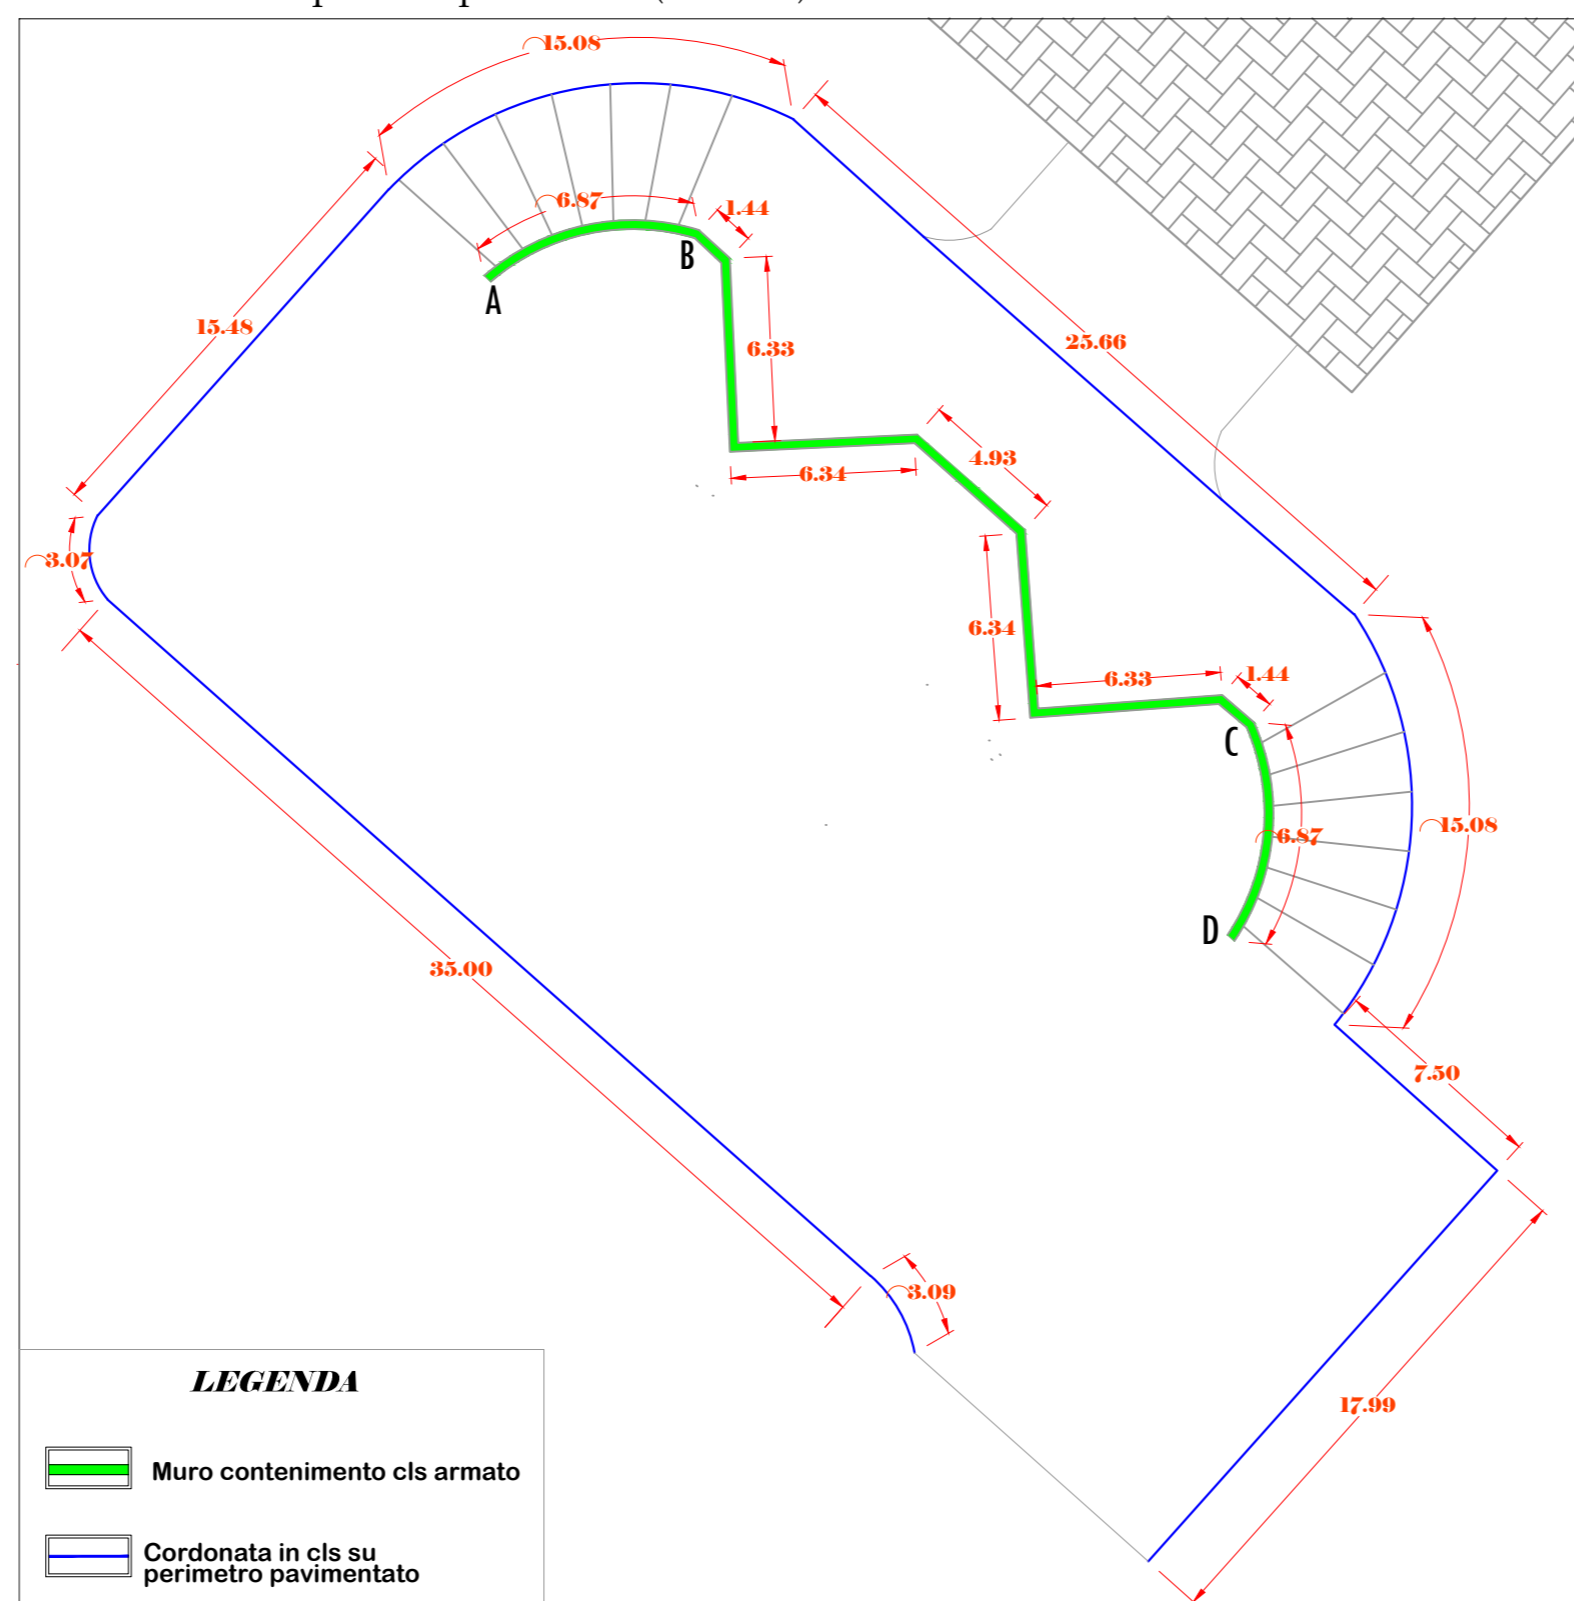 ⌒15.08
⌒6.87
1.44
B
A
15.48
6.33
25.66
4.93
6.34
⌒3.07
6.34
6.33
1.44
C
⌒6.87
⌒15.08
D
35.00
7.50
⌒3.09
17.99
LEGENDA
Muro contenimento cls armato
Cordonata in cls su
perimetro pavimentato